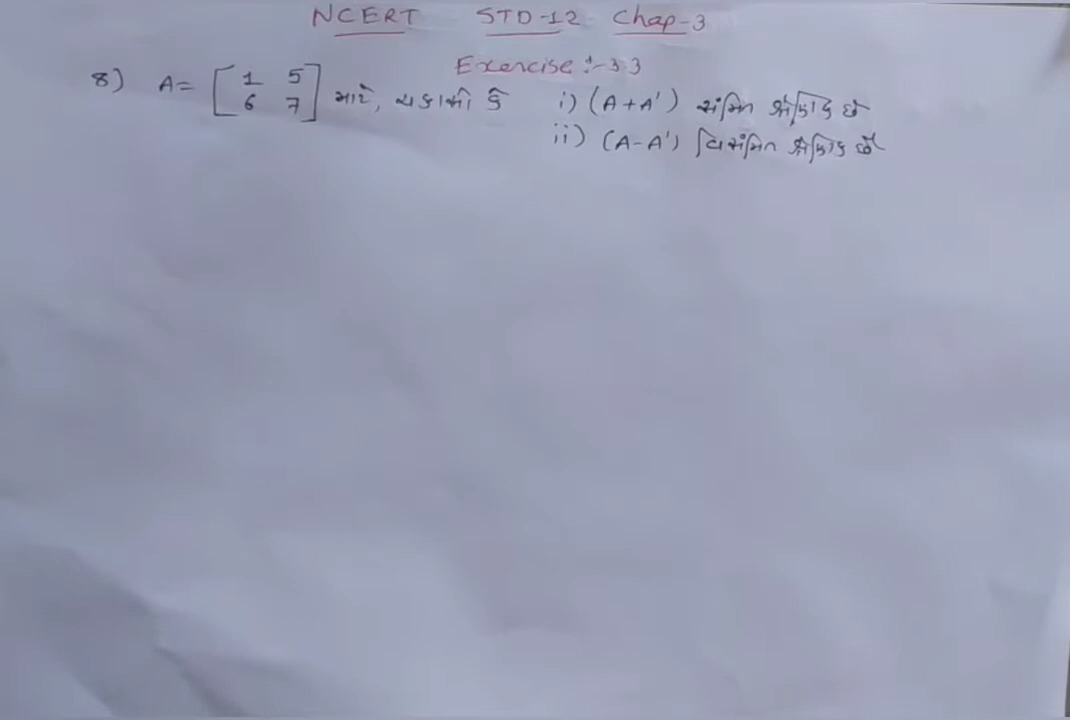 NCERT STD-12 Chap-3
Exercise :- 3.3
8) A= [1 5 6 7] માટે, ચકાસો કે i) (A+A') સંમિત શ્રેણિક છે
ii) (A-A') વિસંમિત શ્રેણિક છે